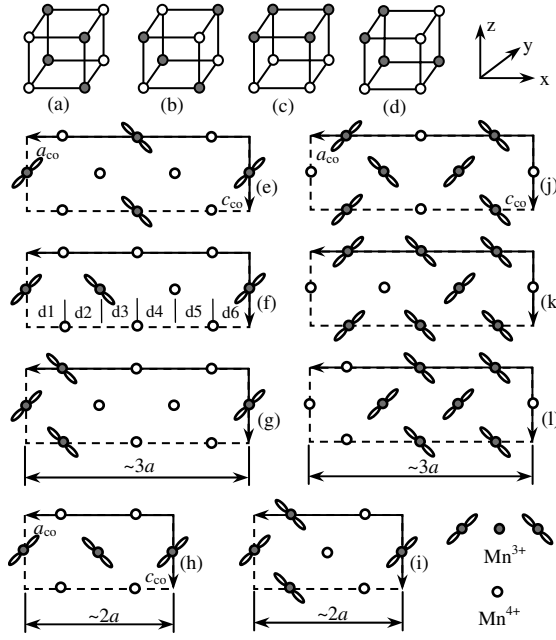 z
y
x
(a)
(b)
(c)
(d)
a_co
c_co
(e)
a_co
c_co
(j)
d1 d2 d3 d4 d5 d6
(f)
(k
(g)
(l)
~3a
~3a
a_co
c_co
(h)
(i)
Mn³⁺
Mn⁴⁺
~2a
~2a